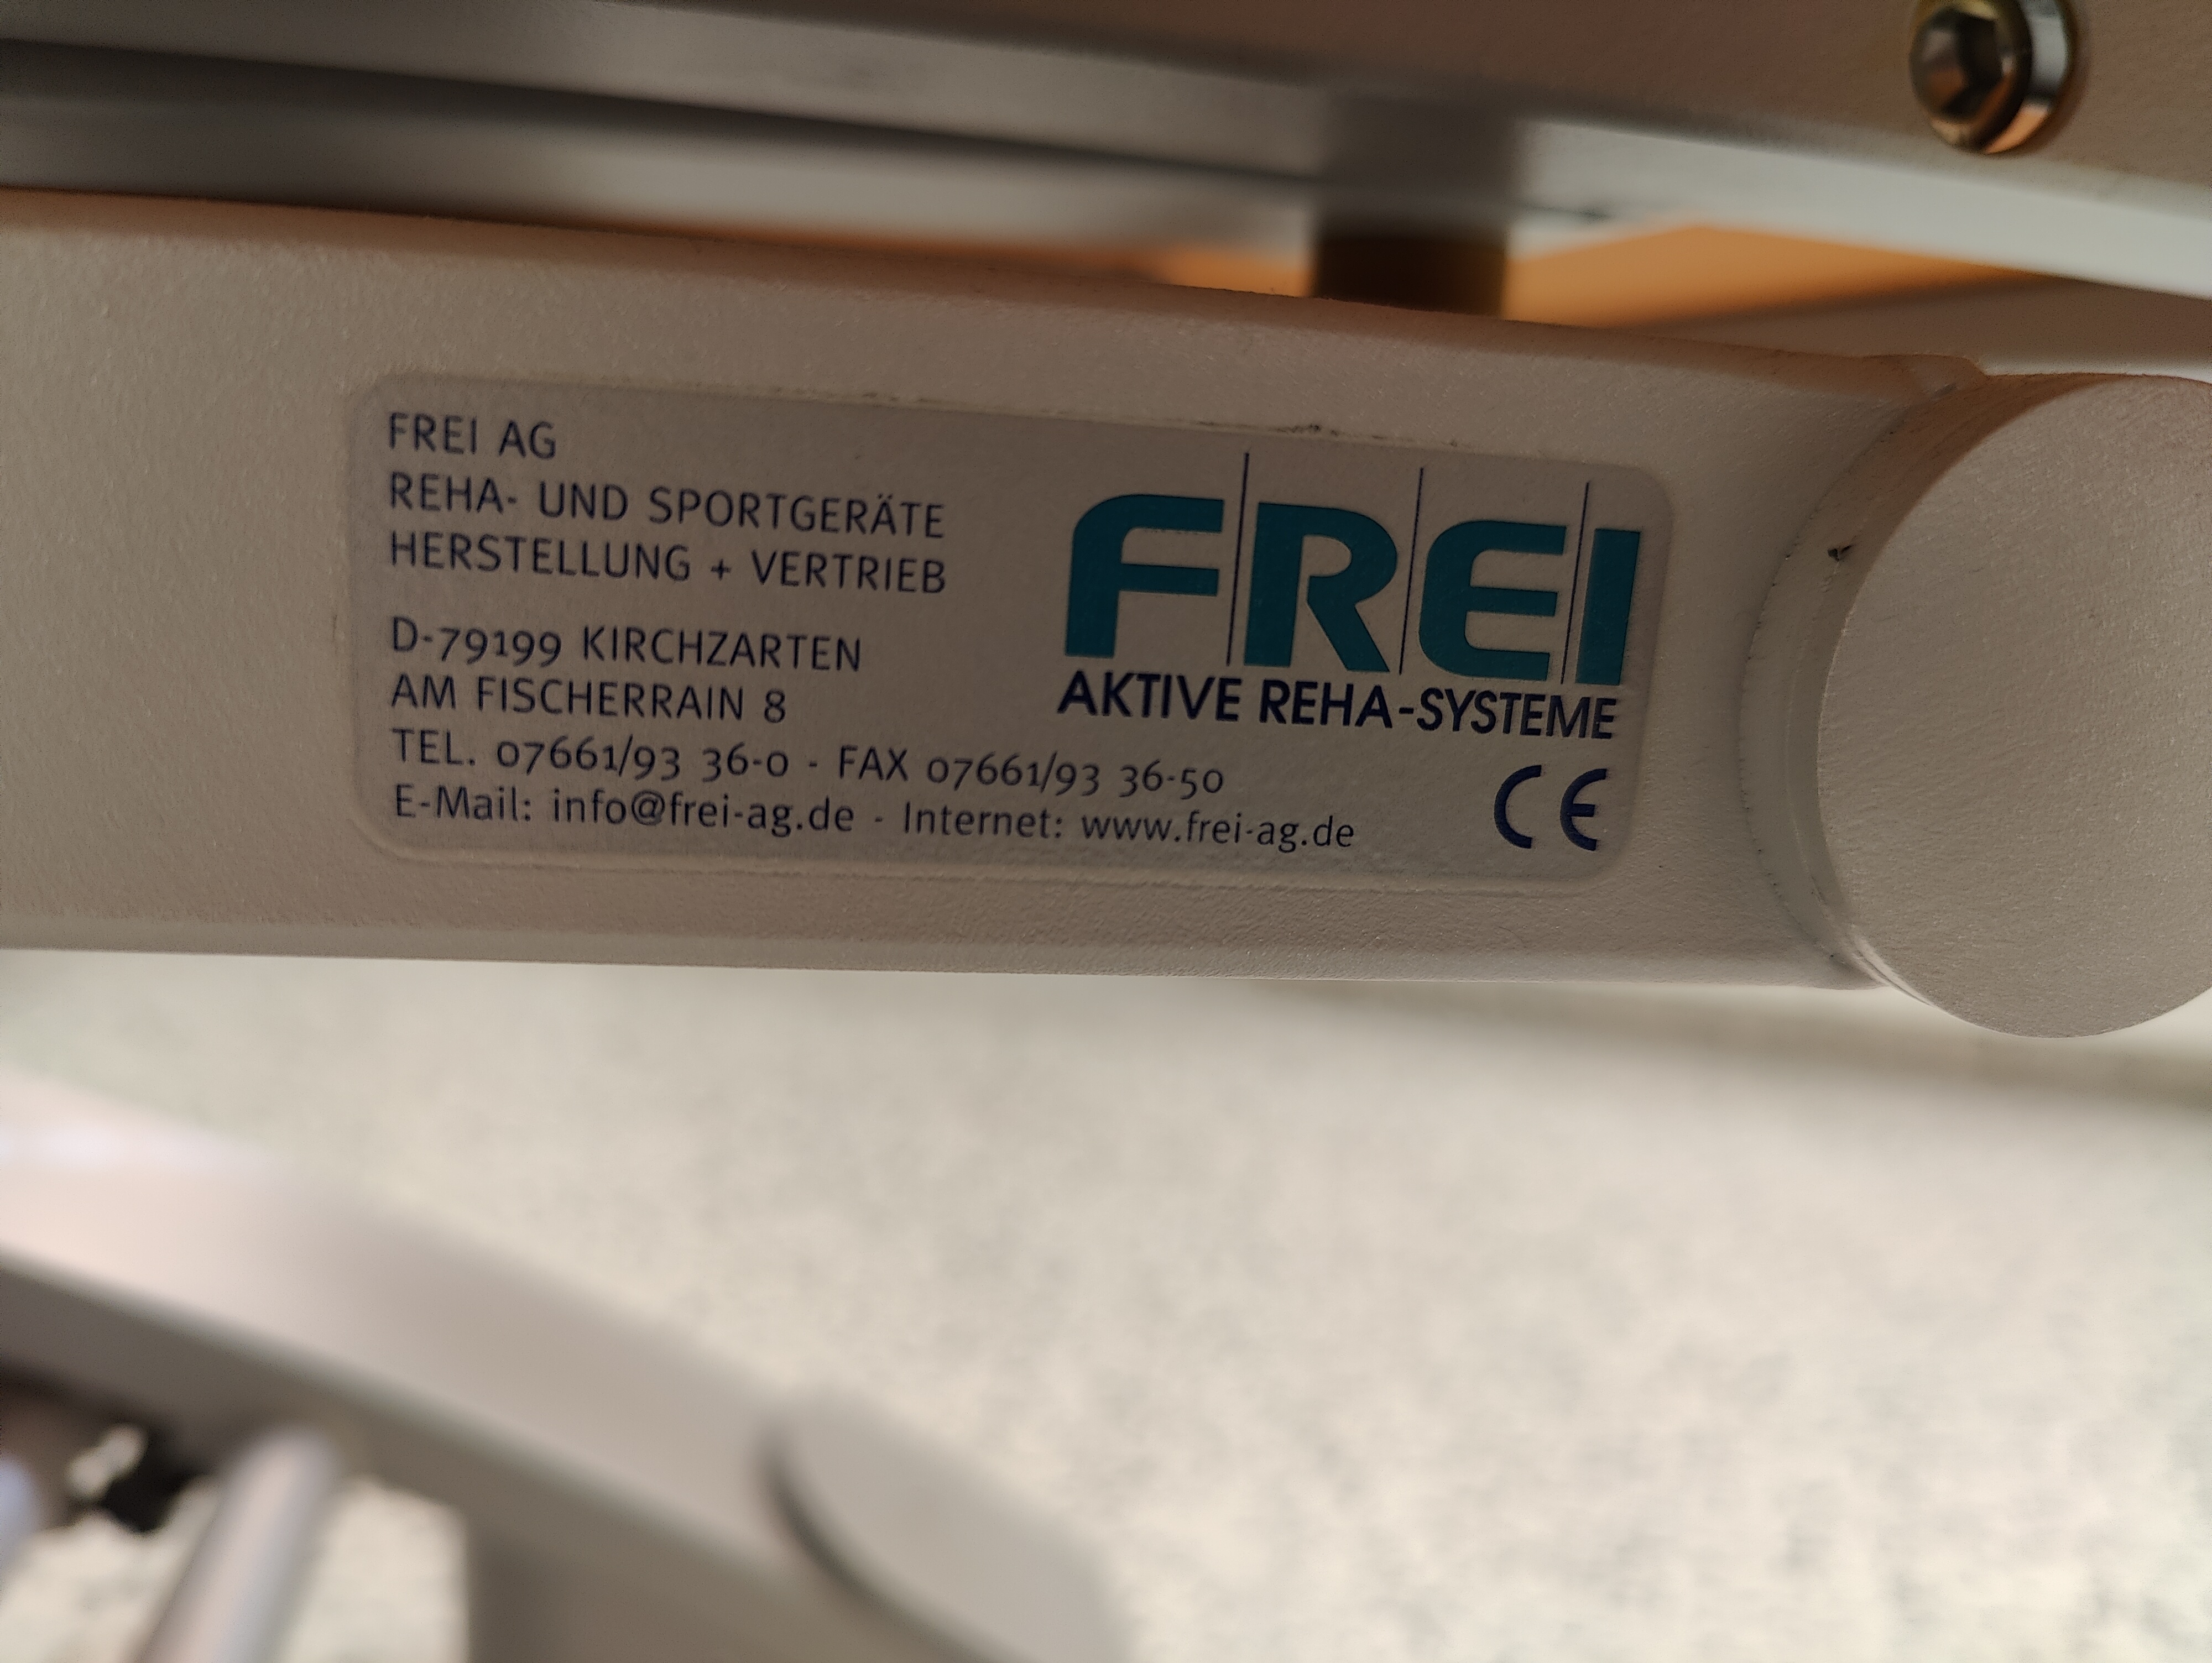 FREI AG
REHA- UND SPORTGERÄTE
HERSTELLUNG + VERTRIEB
D-79199 KIRCHZARTEN
AM FISCHERRAIN 8
TEL. 07661/93 36-0 - FAX 07661/93 36-50
E-Mail: info@frei-ag.de - Internet: www.frei-ag.de
FREI
AKTIVE REHA-SYSTEME
CE